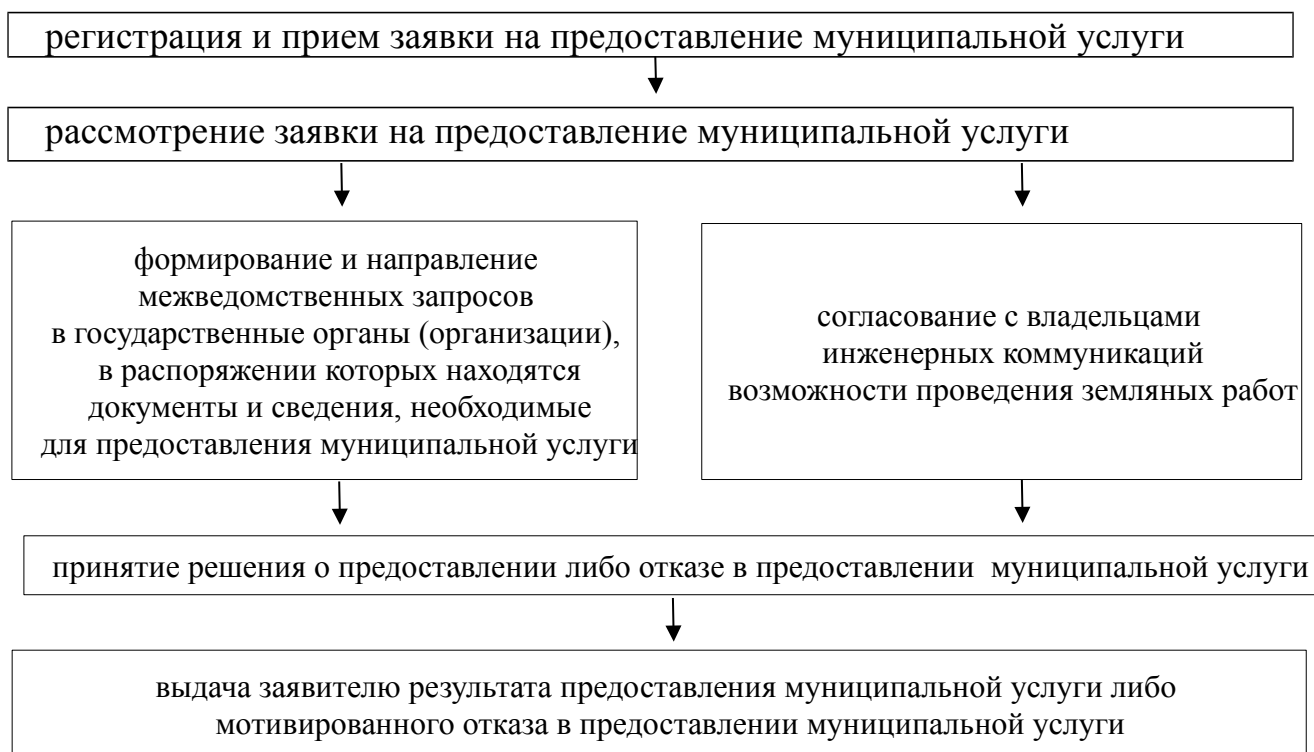 регистрация и прием заявки на предоставление муниципальной услуги
рассмотрение заявки на предоставление муниципальной услуги
формирование и направление
межведомственных запросов
в государственные органы (организации),
в распоряжении которых находятся
документы и сведения, необходимые
для предоставления муниципальной услуги
согласование с владельцами
инженерных коммуникаций
возможности проведения земляных работ
принятие решения о предоставлении либо отказе в предоставлении муниципальной услуги
выдача заявителю результата предоставления муниципальной услуги либо
мотивированного отказа в предоставлении муниципальной услуги